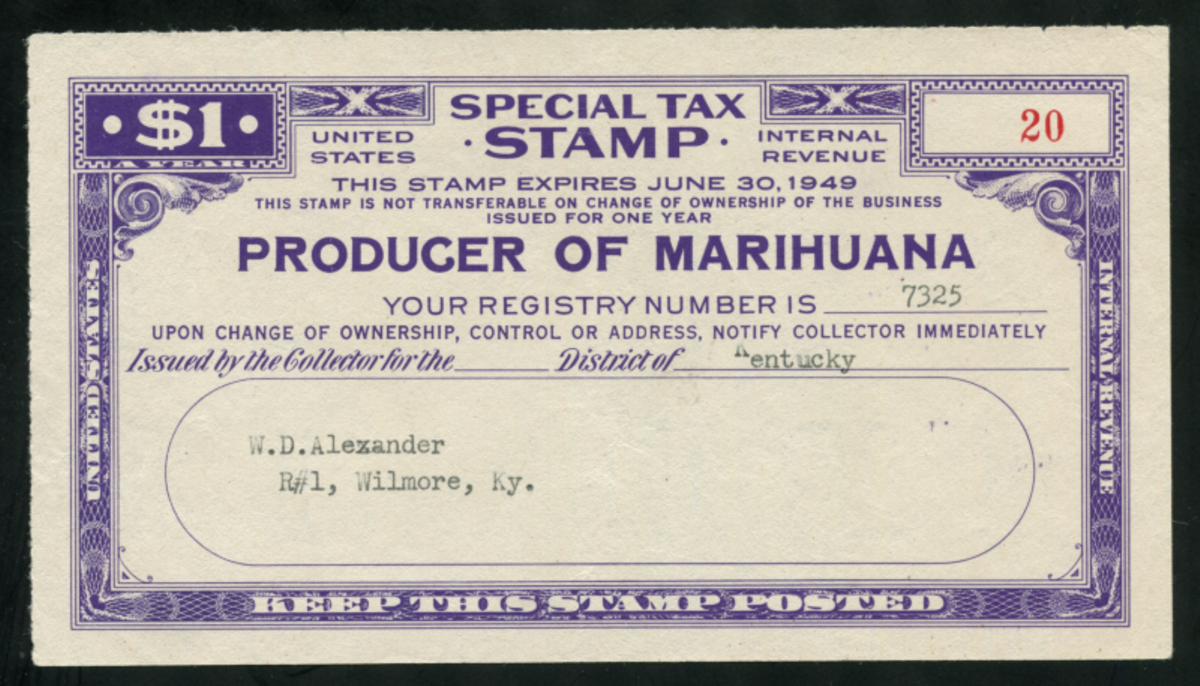 $1
A YEAR
UNITED STATES
SPECIAL TAX
· STAMP ·
INTERNAL REVENUE
20
THIS STAMP EXPIRES JUNE 30, 1949
THIS STAMP IS NOT TRANSFERABLE ON CHANGE OF OWNERSHIP OF THE BUSINESS
ISSUED FOR ONE YEAR
PRODUCER OF MARIHUANA
YOUR REGISTRY NUMBER IS 7325
UPON CHANGE OF OWNERSHIP, CONTROL OR ADDRESS, NOTIFY COLLECTOR IMMEDIATELY
Issued by the Collector for the District of Kentucky
W.D.Alexander
R#1, Wilmore, Ky.
UNITED STATES
INTERNAL REVENUE
KEEP THIS STAMP POSTED